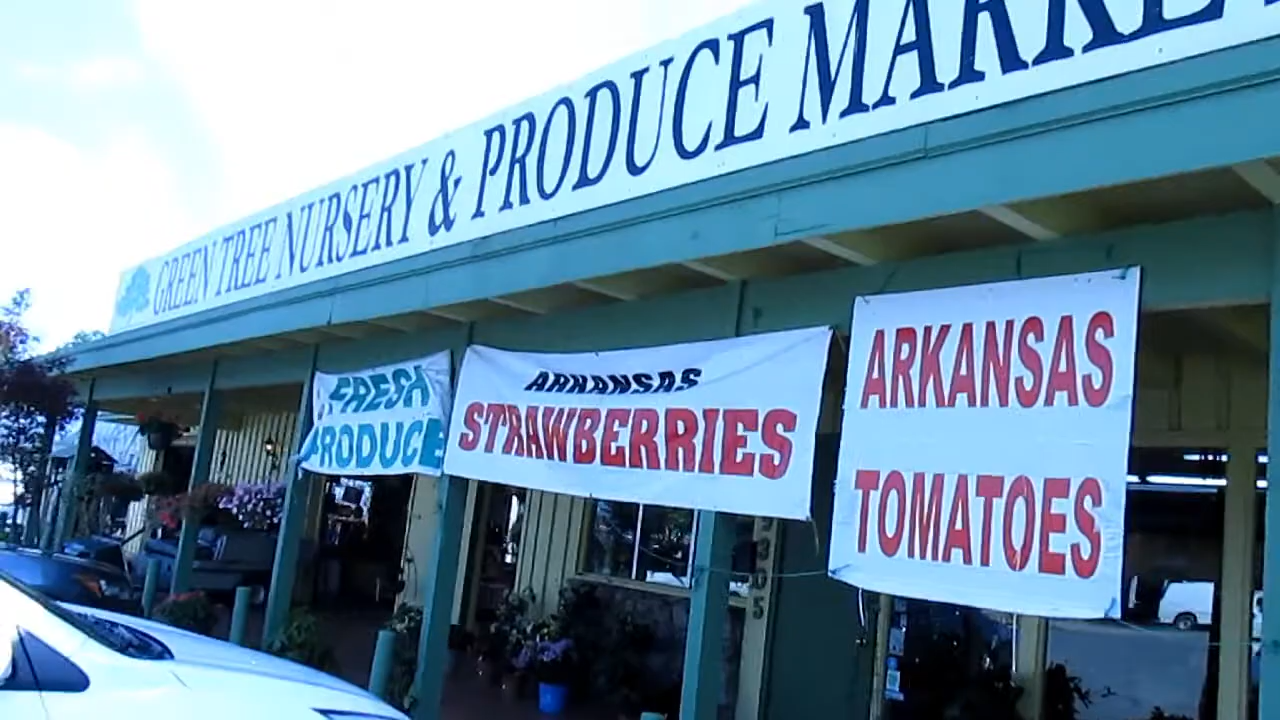 GREEN TREE NURSERY & PRODUCE MARKE
FRESH
PRODUCE
ARKANSAS
STRAWBERRIES
ARKANSAS
TOMATOES